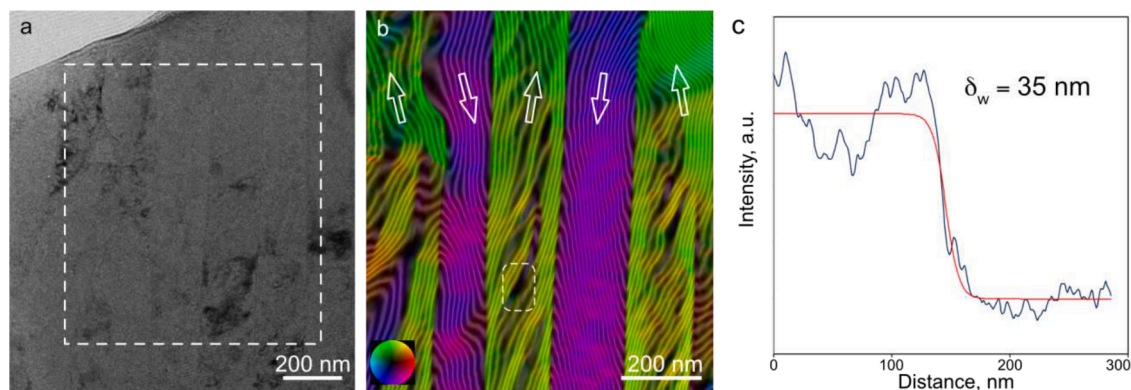 a
200 nm
b
200 nm
c
δw = 35 nm
Intensity, a.u.
0
100
200
300
Distance, nm